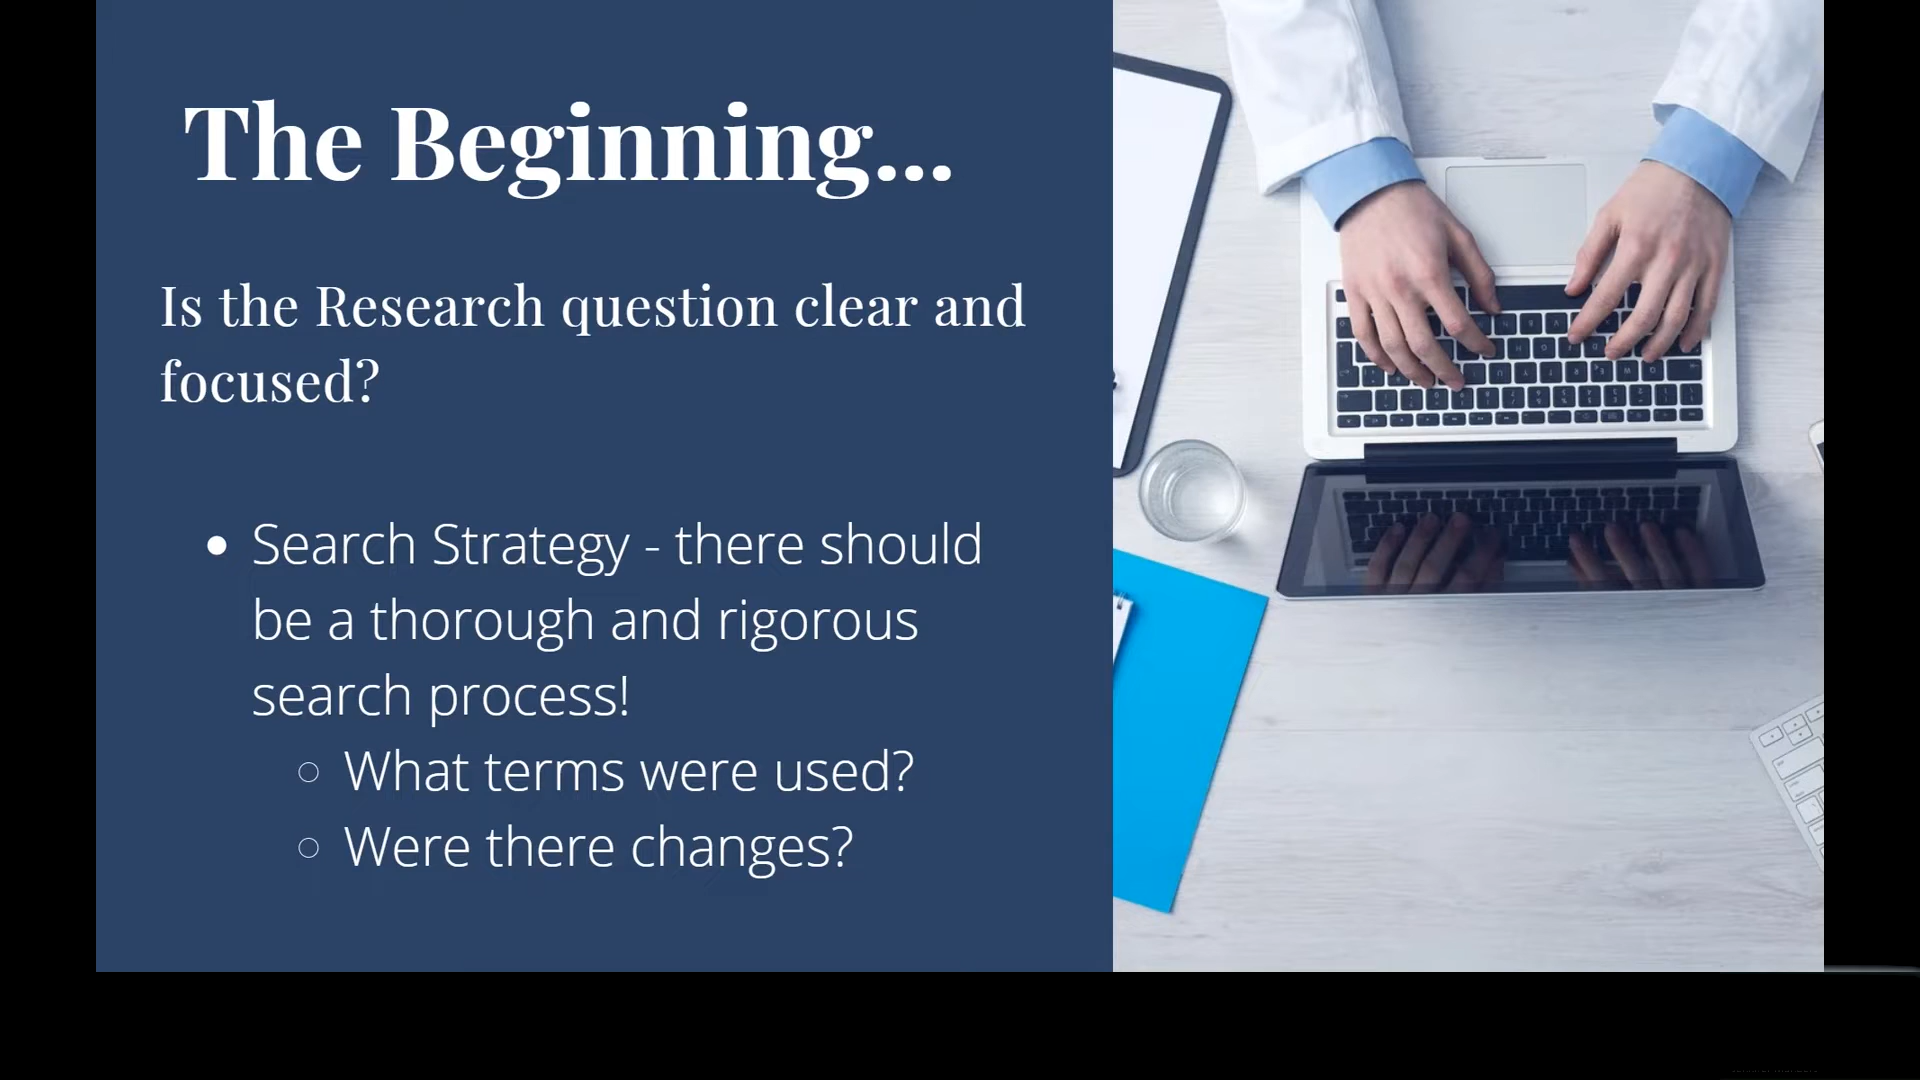 The Beginning...
Is the Research question clear and
focused?
Search Strategy - there should
be a thorough and rigorous
search process!
What terms were used?
Were there changes?